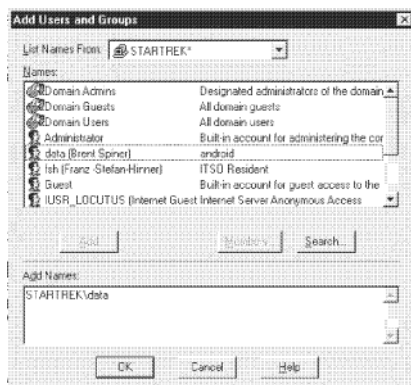 Add Users and Groups
List Names From: STARTREK*
Names:
Domain Admins Designated administrators of the domain
Domain Guests All domain guests
Domain Users All domain users
Administrator Built-in account for administering the cor
data (Brent Spiner) android
fsh (Franz -Stefan-Hinner) ITSO Resident
Guest Built-in account for guest access to the
IUSR_LOCUTUS (Internet Guest Internet Server Anonymous Access
Add Members... Search...
Add Names:
STARTREK\data
OK Cancel Help